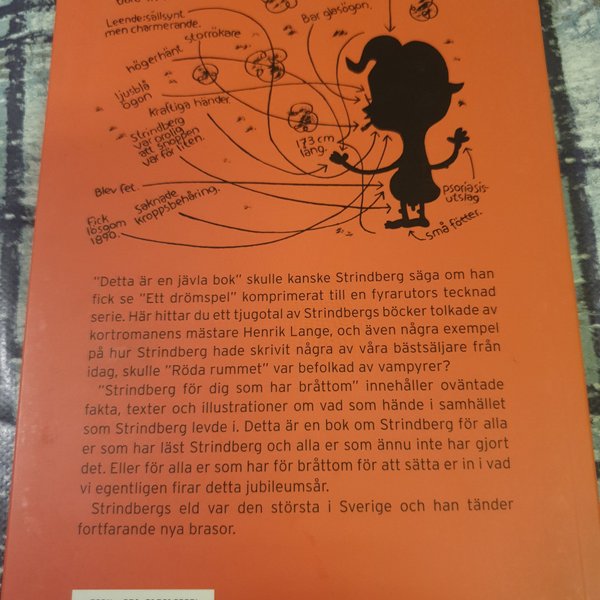 Leende: sällsynt
men charmerande.
Bar glasögon.
storrökare
högerhänt
ljusblå
ögon
kraftiga händer.
Strindberg
var orolig
att snoppen
var för liten.
173 cm
lång.
Blev fet.
saknade
kroppsbehåring.
Fick
lösgom
1890.
psoriasis-
utslag
små fötter.
"Detta är en jävla bok" skulle kanske Strindberg säga om han
fick se "Ett drömspel" komprimerat till en fyrarutors tecknad
serie. Här hittar du ett tjugotal av Strindbergs böcker tolkade av
kortromanens mästare Henrik Lange, och även några exempel
på hur Strindberg hade skrivit några av våra bästsäljare från
idag, skulle "Röda rummet" var befolkad av vampyrer?
"Strindberg för dig som har bråttom" innehåller oväntade
fakta, texter och illustrationer om vad som hände i samhället
som Strindberg levde i. Detta är en bok om Strindberg för alla
er som har läst Strindberg och alla er som ännu inte har gjort
det. Eller för alla er som har för bråttom för att sätta er in i vad
vi egentligen firar detta jubileumsår.
Strindbergs eld var den största i Sverige och han tänder
fortfarande nya brasor.